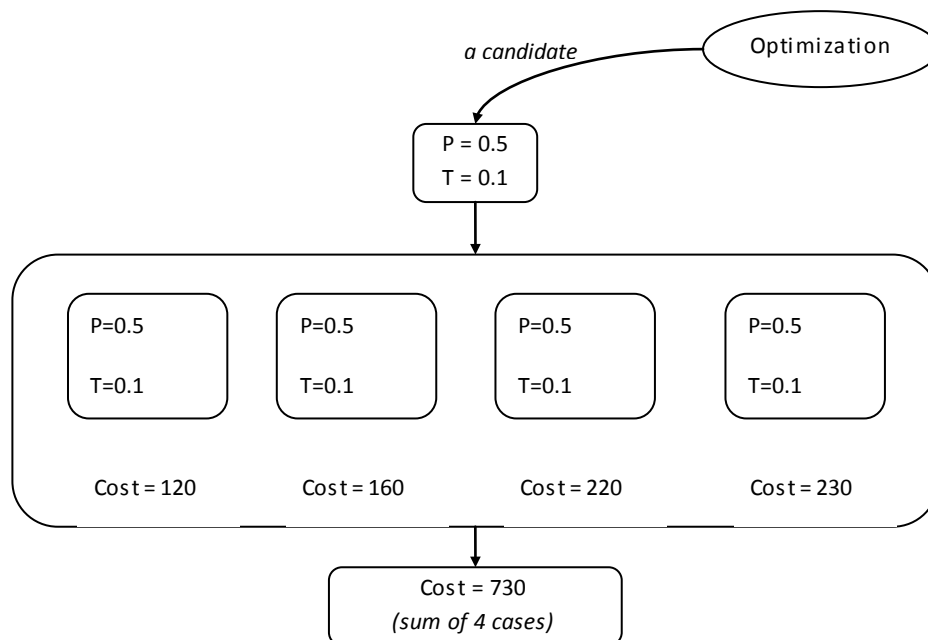 Optimization
a candidate
P = 0.5
T = 0.1
P=0.5
T=0.1
P=0.5
T=0.1
P=0.5
T=0.1
P=0.5
T=0.1
Cost = 120
Cost = 160
Cost = 220
Cost = 230
Cost = 730
(sum of 4 cases)